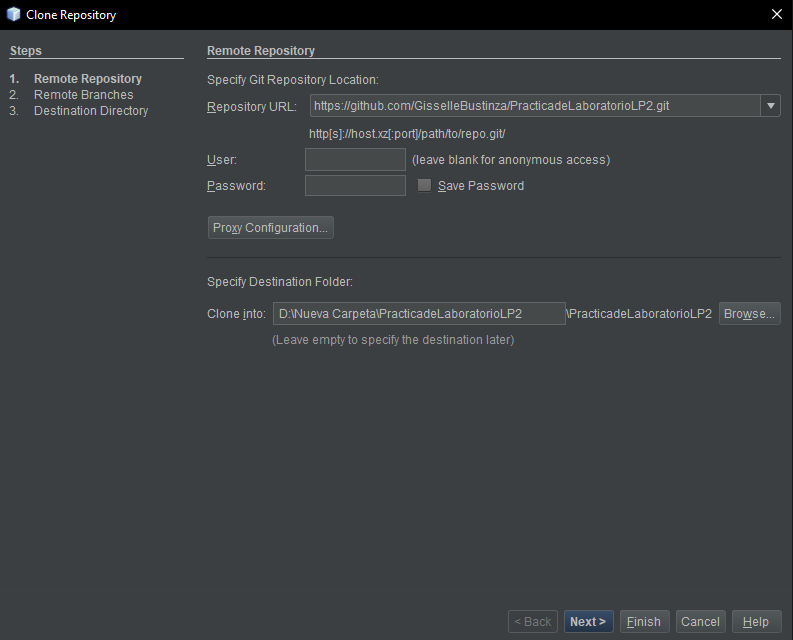 Clone Repository
Steps
1. Remote Repository
2. Remote Branches
3. Destination Directory
Remote Repository
Specify Git Repository Location:
Repository URL: https://github.com/GisselleBustinza/PracticadeLaboratorioLP2.git
http[s]://host.xz[:port]/path/to/repo.git/
User: (leave blank for anonymous access)
Password: Save Password
Proxy Configuration...
Specify Destination Folder:
Clone into: D:\Nueva Carpeta\PracticadeLaboratorioLP2 \PracticadeLaboratorioLP2 Browse...
(Leave empty to specify the destination later)
< Back Next > Finish Cancel Help